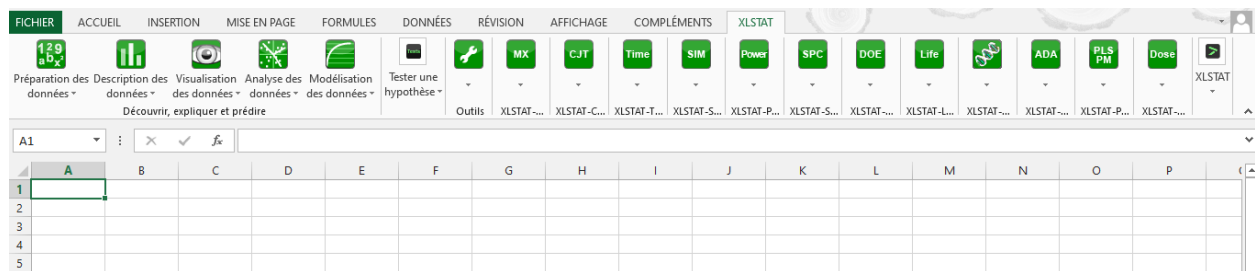 FICHIER ACCUEIL INSERTION MISE EN PAGE FORMULES DONNÉES RÉVISION AFFICHAGE COMPLÉMENTS XLSTAT
129 MX CJT Time SIM Power SPC DOE Life ADA PLS Dose
abx² PM
Préparation des Description des Visualisation Analyse des Modélisation Tester une XLSTAT
données données des données données des données hypothèse
Découvrir, expliquer et prédire Outils XLSTAT-... XLSTAT-C... XLSTAT-T... XLSTAT-S... XLSTAT-P... XLSTAT-S... XLSTAT-... XLSTAT-L... XLSTAT-... XLSTAT-... XLSTAT-P... XLSTAT-...
A1 fx
A B C D E F G H I J K L M N O P
1
2
3
4
5